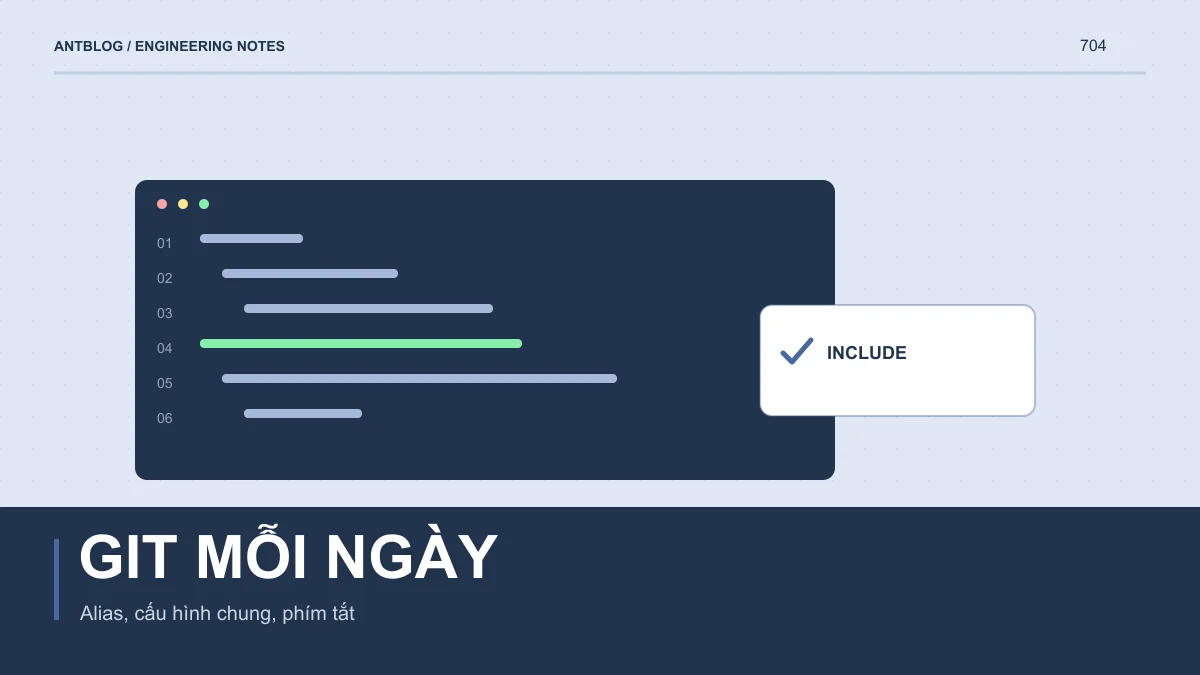 ANTBLOG / ENGINEERING NOTES
704
01
02
03
04
05
06
INCLUDE
GIT MỖI NGÀY
Alias, cấu hình chung, phím tắt